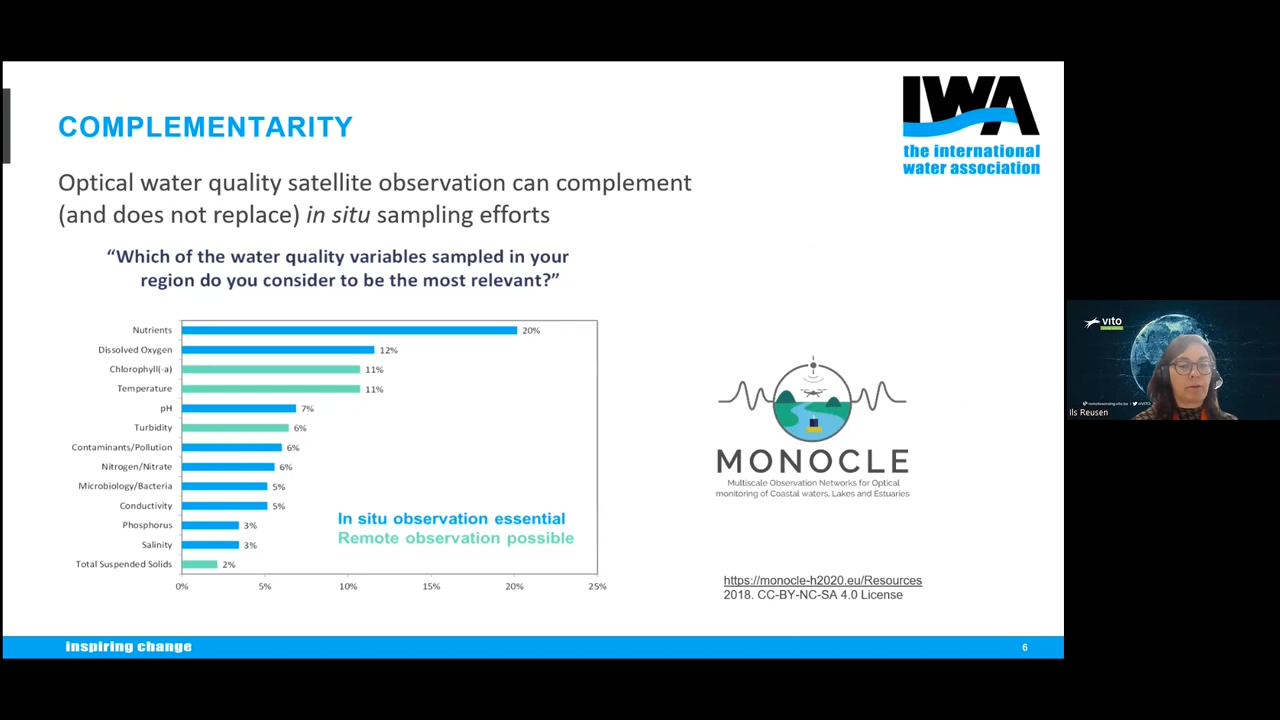 IWA
the international
water association
COMPLEMENTARITY
Optical water quality satellite observation can complement
(and does not replace) in situ sampling efforts
“Which of the water quality variables sampled in your
region do you consider to be the most relevant?”
Nutrients 20%
Dissolved Oxygen 12%
Chlorophyll(-a) 11%
Temperature 11%
pH 7%
Turbidity 6%
Contaminants/Pollution 6%
Nitrogen/Nitrate 6%
Microbiology/Bacteria 5%
Conductivity 5%
Phosphorus 3%
Salinity 3%
Total Suspended Solids 2%
0% 5% 10% 15% 20% 25%
In situ observation essential
Remote observation possible
MONOCLE
Multiscale Observation Networks for Optical
monitoring of Coastal waters, Lakes and Estuaries
https://monocle-h2020.eu/Resources
2018. CC-BY-NC-SA 4.0 License
inspiring change
6
vito
Ils Reusen